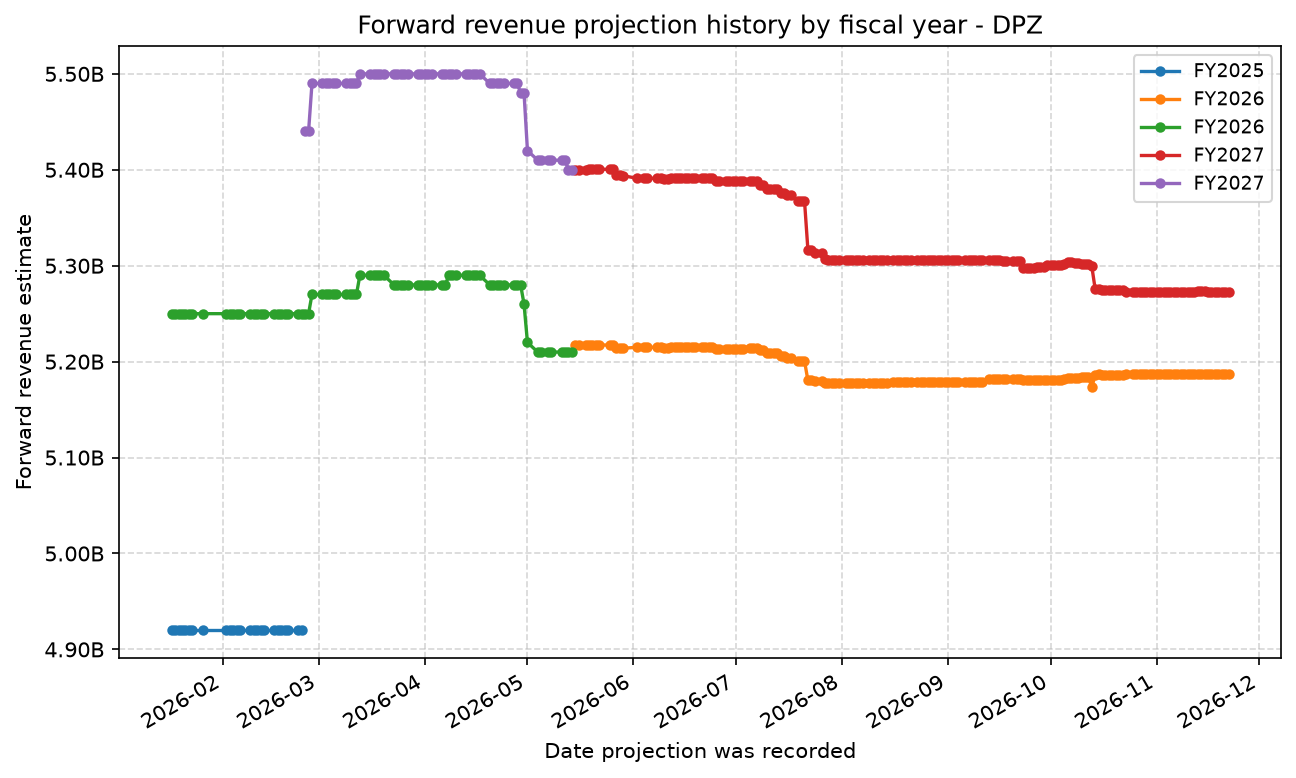 Forward revenue projection history by fiscal year - DPZ
Forward revenue estimate
5.50B
5.40B
5.30B
5.20B
5.10B
5.00B
4.90B
FY2025
FY2026
FY2026
FY2027
FY2027
2026-02
2026-03
2026-04
2026-05
2026-06
2026-07
2026-08
2026-09
2026-10
2026-11
2026-12
Date projection was recorded